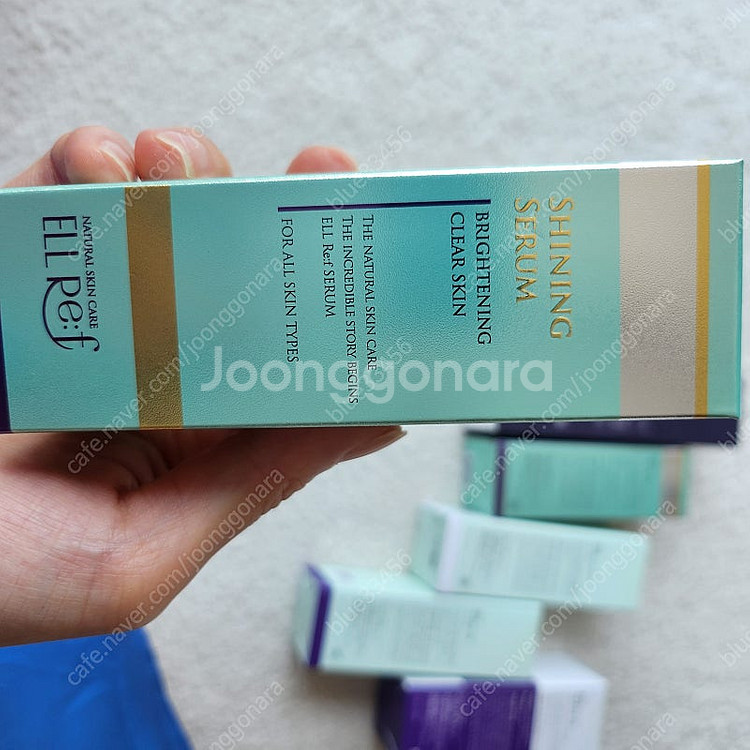 SHINING
SERUM
BRIGHTENING
CLEAR SKIN
THE NATURAL SKIN CARE
THE INCREDIBLE STORY BEGINS
ELL Re:f SERUM
FOR ALL SKIN TYPES
NATURAL SKIN CARE
ELL Re:f
Joonggonara
cafe.naver.com/joonggonara
blue83456